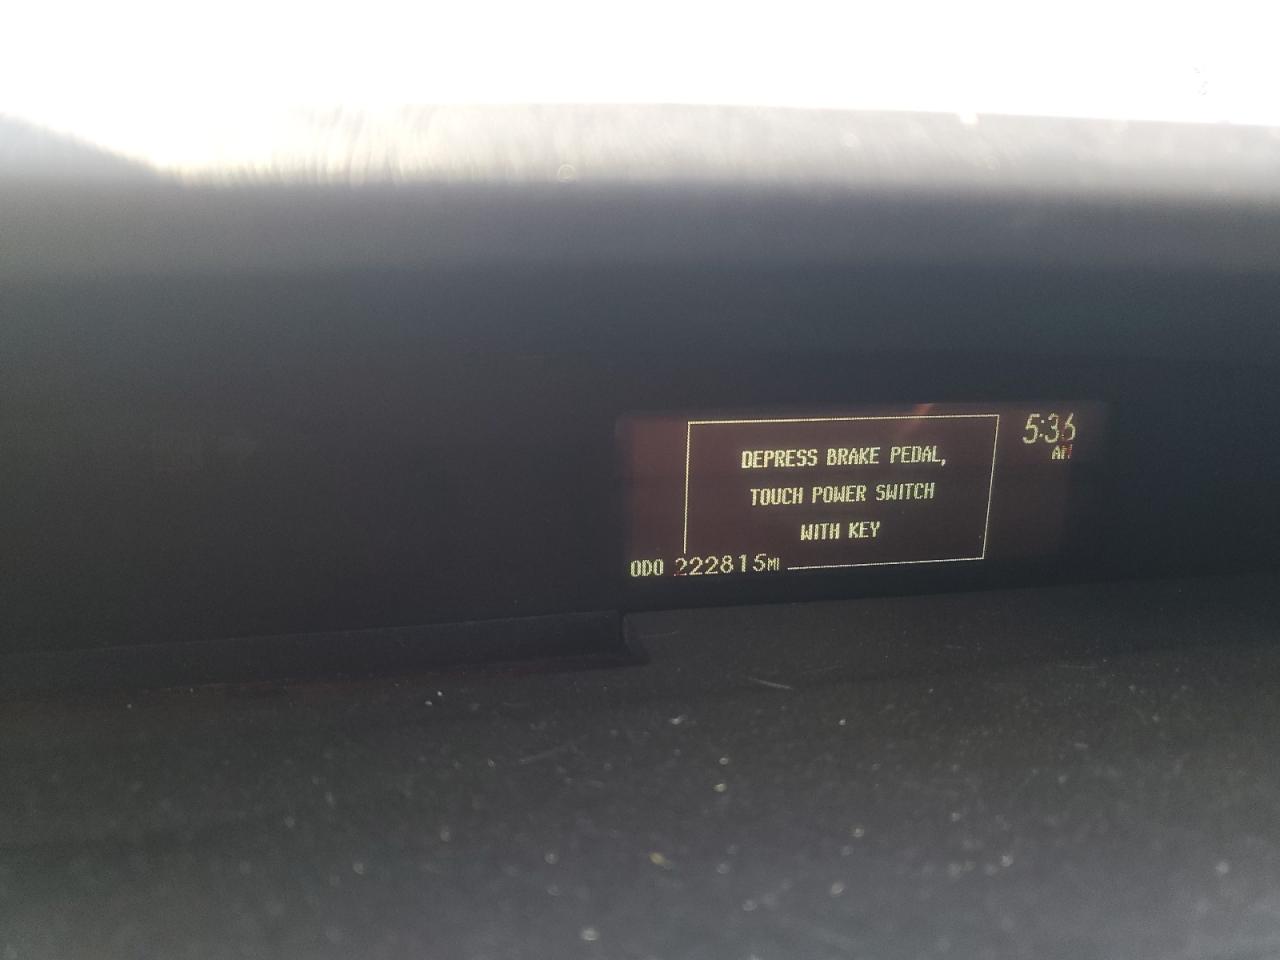 5:36
AM
DEPRESS BRAKE PEDAL,
TOUCH POWER SWITCH
WITH KEY
ODO 222815MI